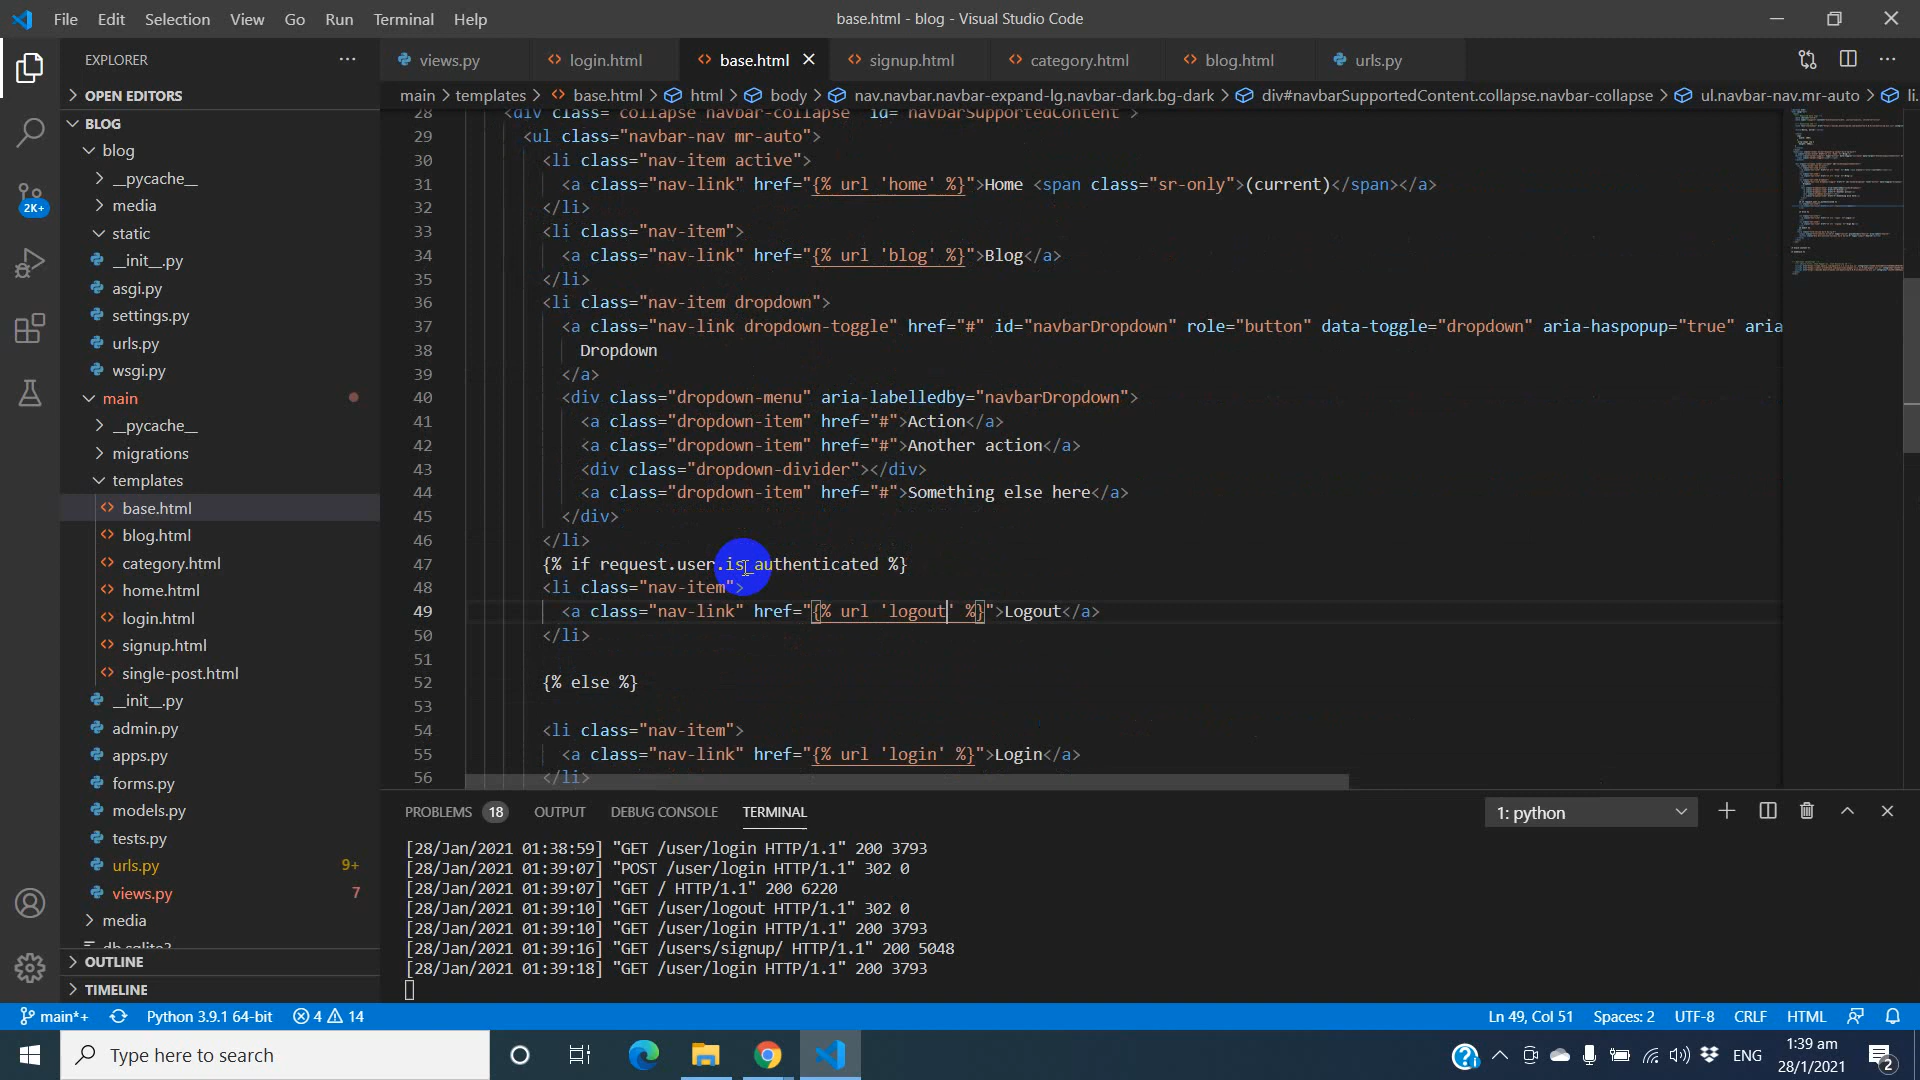 File Edit Selection View Go Run Terminal Help
base.html - blog - Visual Studio Code
EXPLORER
views.py
login.html
base.html
signup.html
category.html
blog.html
urls.py
OPEN EDITORS
main > templates > base.html > html > body > nav.navbar.navbar-expand-lg.navbar-dark.bg-dark > div#navbarSupportedContent.collapse.navbar-collapse > ul.navbar-nav.mr-auto > li.
BLOG
blog
__pycache__
media
static
__init__.py
asgi.py
settings.py
urls.py
wsgi.py
main
__pycache__
migrations
templates
base.html
blog.html
category.html
home.html
login.html
signup.html
single-post.html
__init__.py
admin.py
apps.py
forms.py
models.py
tests.py
urls.py 9+
views.py 7
media
db.sqlite3
OUTLINE
TIMELINE
2K+
28 <div class="collapse navbar-collapse" id="navbarSupportedContent">
29 <ul class="navbar-nav mr-auto">
30 <li class="nav-item active">
31 <a class="nav-link" href="{% url 'home' %}">Home <span class="sr-only">(current)</span></a>
32 </li>
33 <li class="nav-item">
34 <a class="nav-link" href="{% url 'blog' %}">Blog</a>
35 </li>
36 <li class="nav-item dropdown">
37 <a class="nav-link dropdown-toggle" href="#" id="navbarDropdown" role="button" data-toggle="dropdown" aria-haspopup="true" aria
38 Dropdown
39 </a>
40 <div class="dropdown-menu" aria-labelledby="navbarDropdown">
41 <a class="dropdown-item" href="#">Action</a>
42 <a class="dropdown-item" href="#">Another action</a>
43 <div class="dropdown-divider"></div>
44 <a class="dropdown-item" href="#">Something else here</a>
45 </div>
46 </li>
47 {% if request.user.is_authenticated %}
48 <li class="nav-item">
49 <a class="nav-link" href="{% url 'logout' %}">Logout</a>
50 </li>
51
52 {% else %}
53
54 <li class="nav-item">
55 <a class="nav-link" href="{% url 'login' %}">Login</a>
56 </li>
PROBLEMS 18 OUTPUT DEBUG CONSOLE TERMINAL
1: python
[28/Jan/2021 01:38:59] "GET /user/login HTTP/1.1" 200 3793
[28/Jan/2021 01:39:07] "POST /user/login HTTP/1.1" 302 0
[28/Jan/2021 01:39:07] "GET / HTTP/1.1" 200 6220
[28/Jan/2021 01:39:10] "GET /user/logout HTTP/1.1" 302 0
[28/Jan/2021 01:39:10] "GET /user/login HTTP/1.1" 200 3793
[28/Jan/2021 01:39:16] "GET /users/signup/ HTTP/1.1" 200 5048
[28/Jan/2021 01:39:18] "GET /user/login HTTP/1.1" 200 3793
main*+ Python 3.9.1 64-bit 4 14
Ln 49, Col 51 Spaces: 2 UTF-8 CRLF HTML
Type here to search
ENG
1:39 am
28/1/2021
2